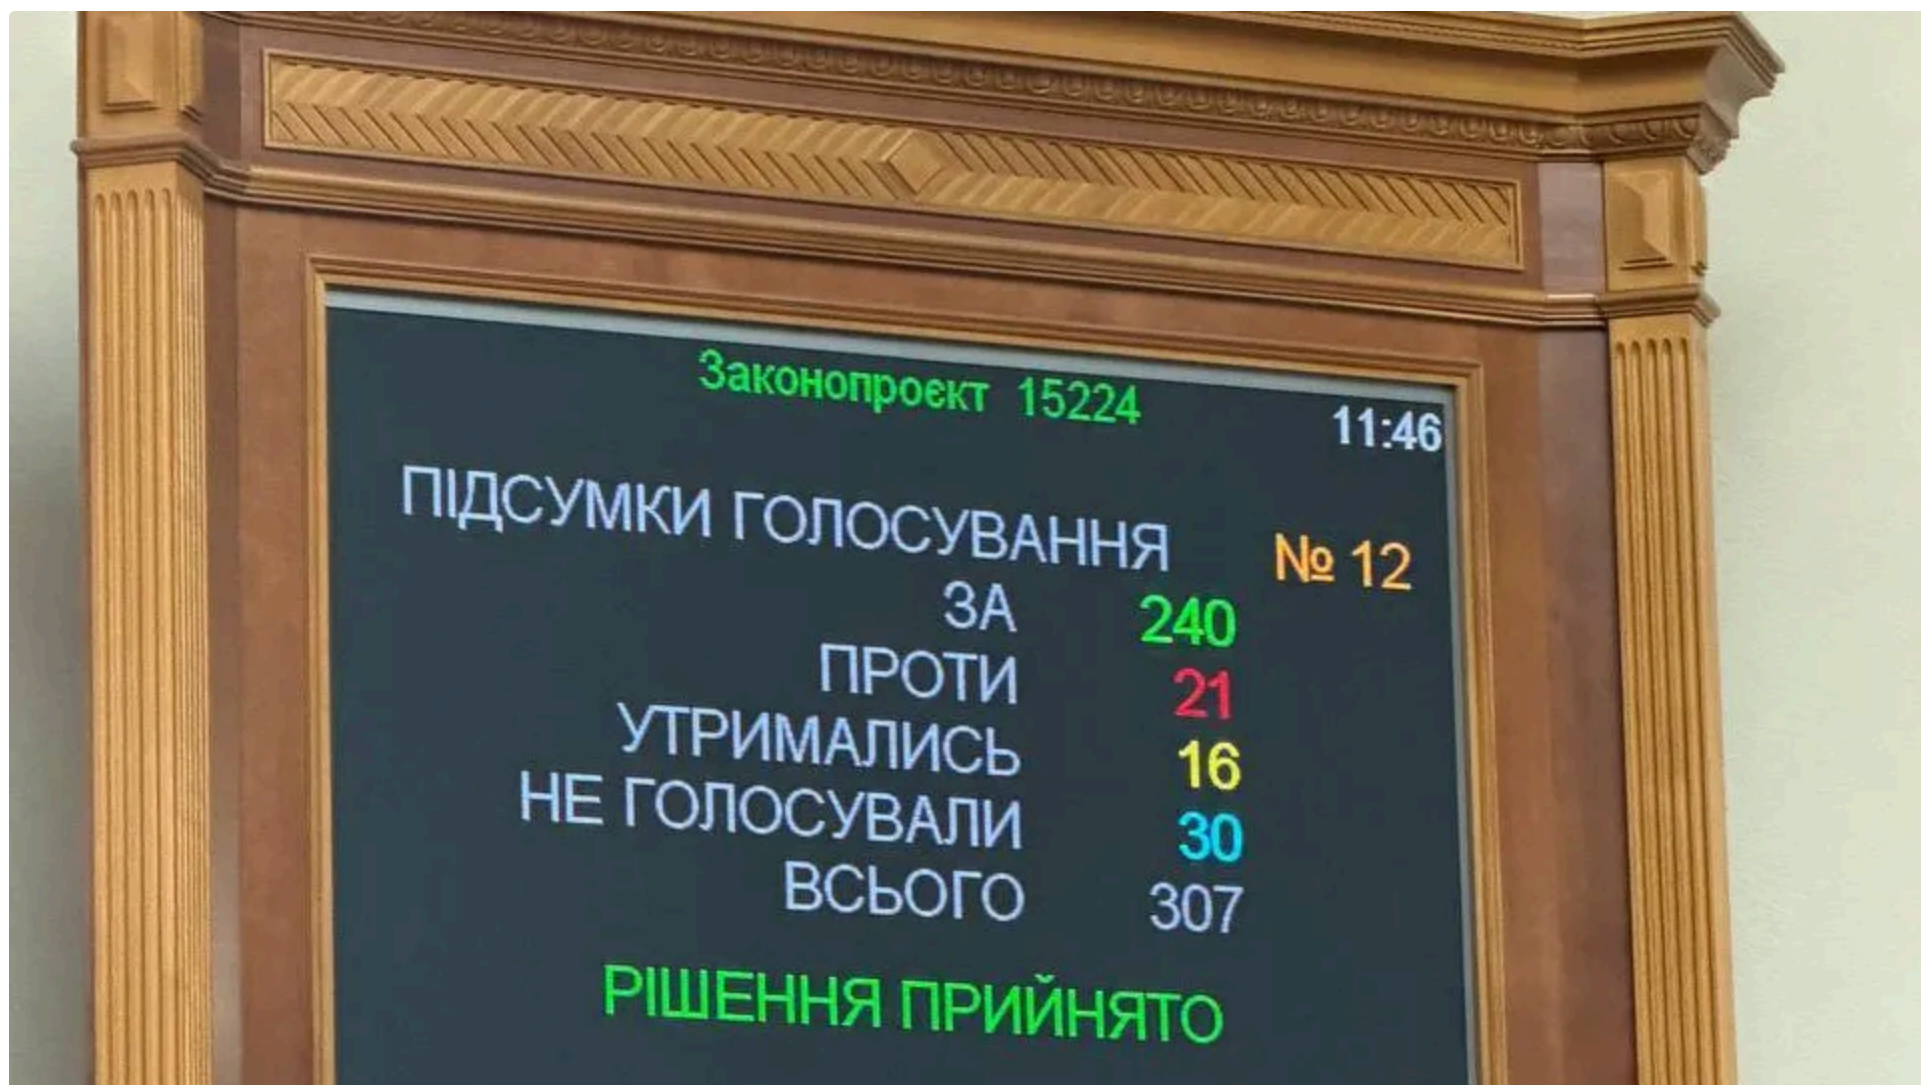 Законопроєкт 15224
11:46
ПІДСУМКИ ГОЛОСУВАННЯ № 12
ЗА 240
ПРОТИ 21
УТРИМАЛИСЬ 16
НЕ ГОЛОСУВАЛИ 30
ВСЬОГО 307
РІШЕННЯ ПРИЙНЯТО